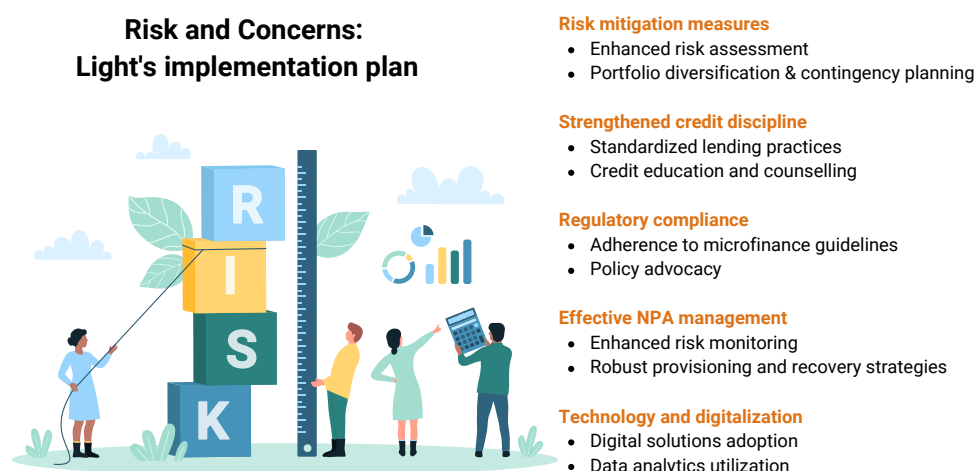 Risk and Concerns:
Light's implementation plan
R
I
S
K
Risk mitigation measures
• Enhanced risk assessment
• Portfolio diversification & contingency planning
Strengthened credit discipline
• Standardized lending practices
• Credit education and counselling
Regulatory compliance
• Adherence to microfinance guidelines
• Policy advocacy
Effective NPA management
• Enhanced risk monitoring
• Robust provisioning and recovery strategies
Technology and digitalization
• Digital solutions adoption
• Data analytics utilization